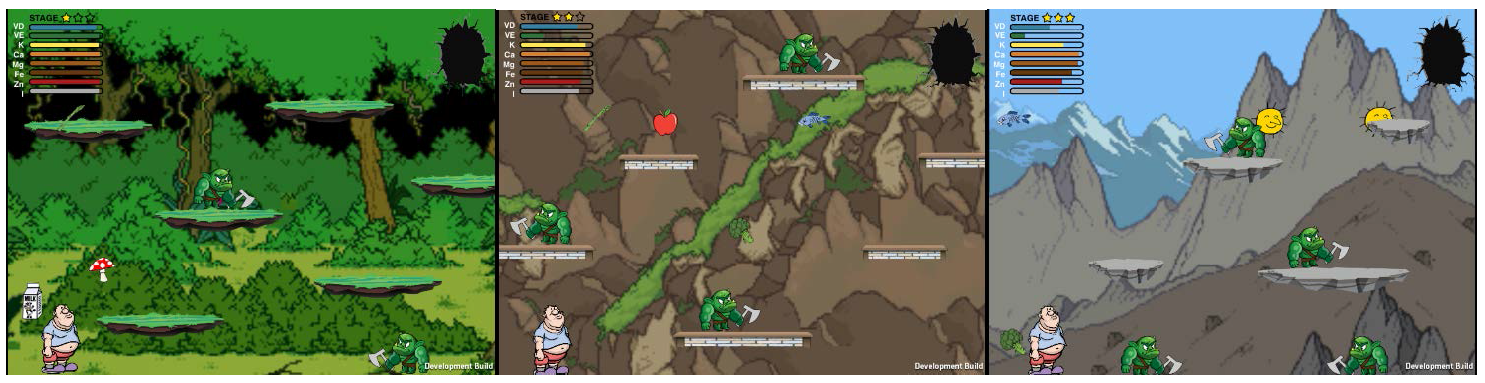 STAGE
VD
VE
K
Ca
Mg
Fe
Zn
I
MILK
Development Build
STAGE
VD
VE
K
Ca
Mg
Fe
Zn
I
Development Build
STAGE
VD
VE
K
Ca
Mg
Fe
Zn
I
Development Build